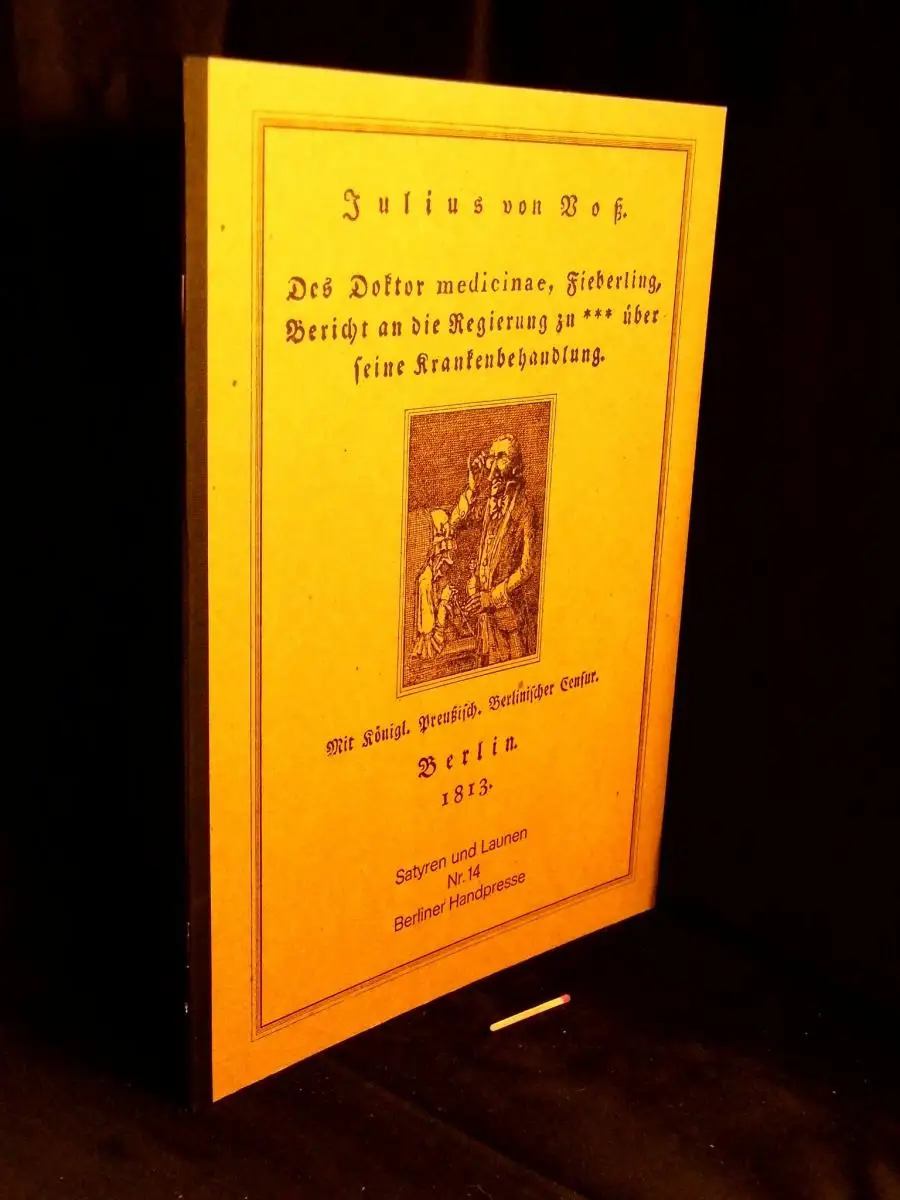 Julius von Voß.
Des Doktor medicinae, Fieberling,
Bericht an die Regierung zu *** über
seine Krankenbehandlung.
Mit Königl. Preußisch. Berlinischer Censur.
Berlin.
1813.
Satyren und Launen
Nr. 14
Berliner Handpresse